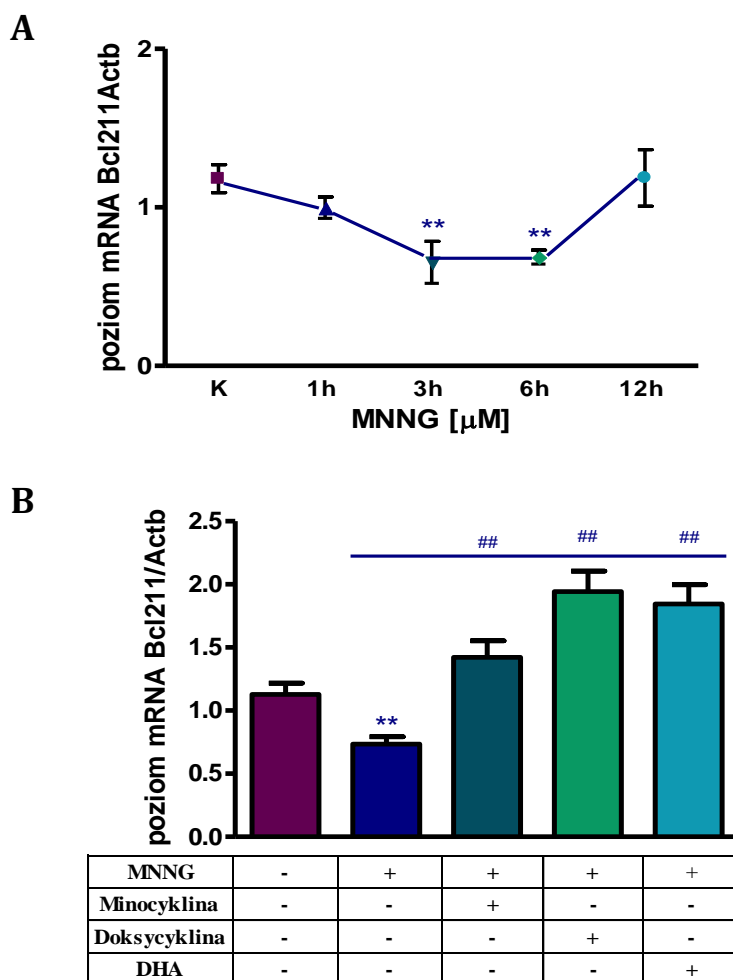 A
poziom mRNA Bcl211Actb
2
1
0
** **
K 1h 3h 6h 12h
MNNG [μM]
B
poziom mRNA Bcl211/Actb
2.5
2.0
1.5
1.0
0.5
0.0
** ## ## ##
MNNG - + + + +
Minocyklina - - + - -
Doksycyklina - - - + -
DHA - - - - +